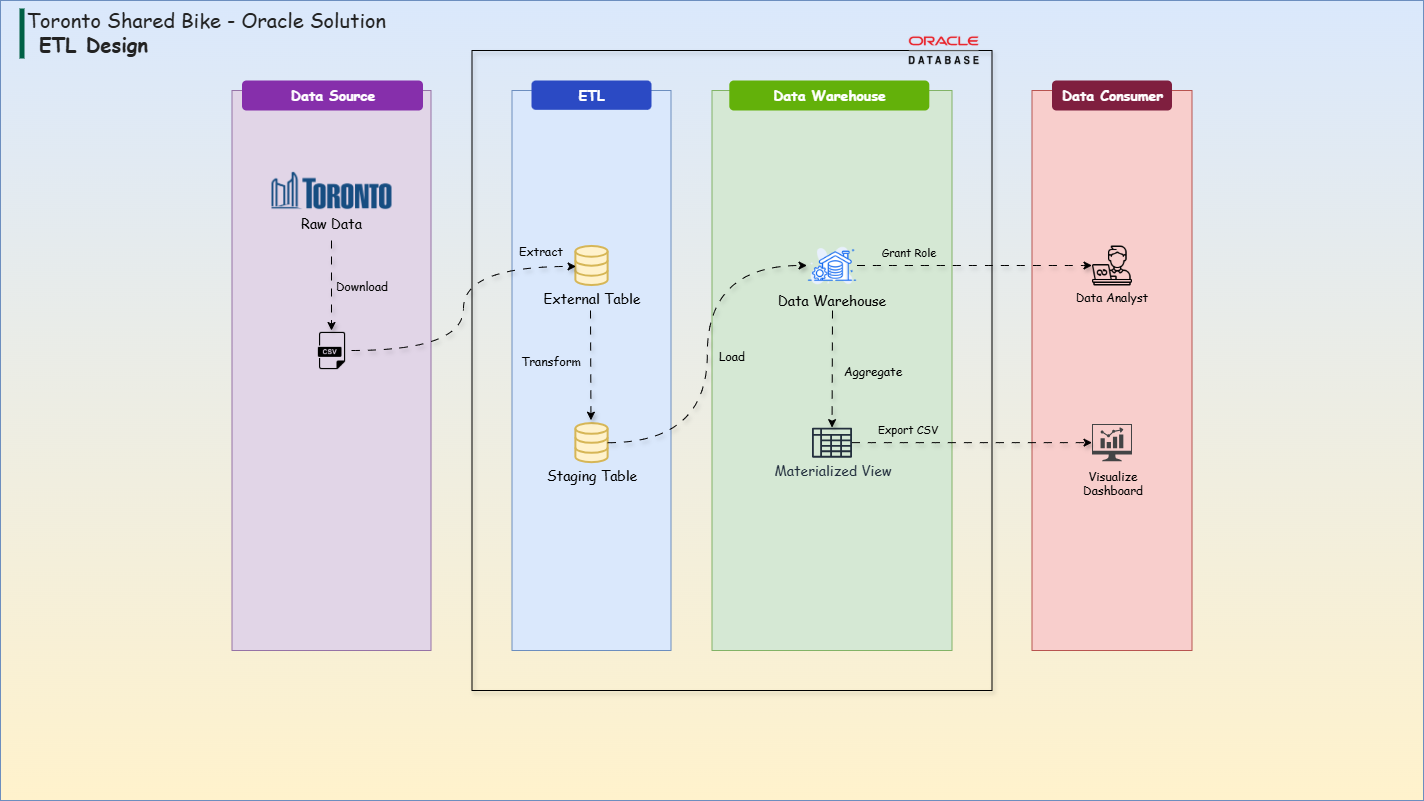 Toronto Shared Bike - Oracle Solution
ETL Design
ORACLE
DATABASE
Data Source
ETL
Data Warehouse
Data Consumer
TORONTO
Raw Data
Download
CSV
Extract
External Table
Transform
Staging Table
Load
Data Warehouse
Aggregate
Materialized View
Grant Role
Data Analyst
Export CSV
Visualize
Dashboard